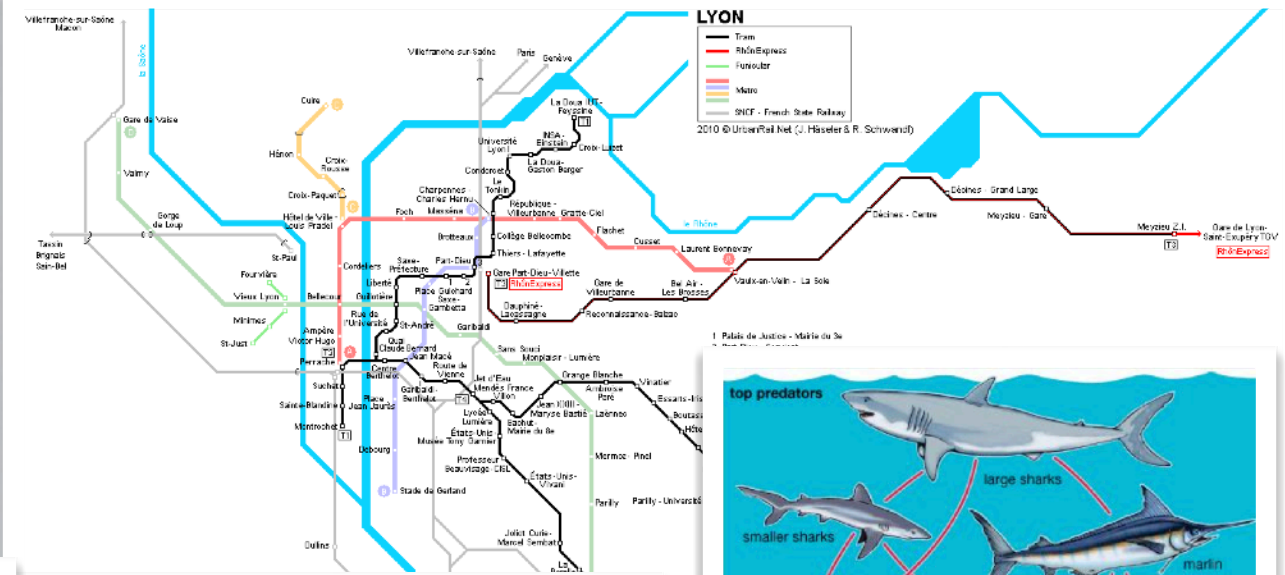 Villefranche-sur-Saône
Macon
la Saône
Villefranche-sur-Saône
Paris
Genève
LYON
Tram
RhônExpress
Funicular
Metro
SNCF - French State Railway
2010 © UrbanRail.Net (J. Häseler & R. Schwandl)
Cuire
C
Gare de Vaise
Hénon
Croix-
Rousse
Croix-Paquet
Valmy
Hôtel de Ville -
Louis Pradel
La Doua IUT -
Feyssine
T1
INSA -
Einstein
Croix-Luizet
Université
Lyon I
La Doua-
Gaston Berger
Condorcet
Le
Tonkin
Charpennes -
Charles Hernu
B
Foch
Masséna
République -
Villeurbanne
Gratte-Ciel
Flachet
Cusset
Laurent Bonnevay
A
le Rhône
Décines - Grand Large
Décines - Centre
Meyzieu - Gare
Meyzieu Z.I.
T3
Gare de Lyon-
Saint-Exupéry TGV
RhônExpress
Gorge
de Loup
Tassin
Brignais
Sain-Bel
St-Paul
Fourvière
Vieux Lyon
Minimes
St-Just
Brotteaux
Collège Bellecombe
Thiers - Lafayette
Part-Dieu
Cordeliers
Saxe-
Préfecture
1
2
Liberté
Bellecour
Guillotière
Place Guichard
Saxe-
Gambetta
Gare Part-Dieu-Villette
T3
RhônExpress
Gare de
Villeurbanne
Bel Air -
Les Brosses
Vaulx-en-Velin - La Soie
Dauphiné-
Lacassagne
Reconnaissance-Balzac
Rue de
l'Université
St-André
Garibaldi
Ampère
Victor Hugo
Quai
Claude Bernard
Jean Macé
Sans Souci
Monplaisir - Lumière
T2
A
Perrache
Centre
Berthelot
Route de
Vienne
Suchet
Sainte-Blandine
Montrochet
T1
Place
Jean Jaurès
Garibaldi -
Berthelot
Jet d'Eau
Mendès France
Villon
T4
Grange Blanche
Ambroise
Paré
Vinatier
Essarts-Iris
Jean XXIII -
Maryse Bastié
Laënnec
Lycée
Lumière
Bachut -
Mairie du 8e
États-Unis
Musée Tony Garnier
Debourg
Professeur
Beauvisage-CISL
Mermoz - Pinel
États-Unis-
Viviani
B
Stade de Gerland
Parilly
Parilly - Université
Joliot Curie-
Marcel Sembat
Oullins
1 Palais de Justice - Mairie du 3e
top predators
large sharks
smaller sharks
marlin